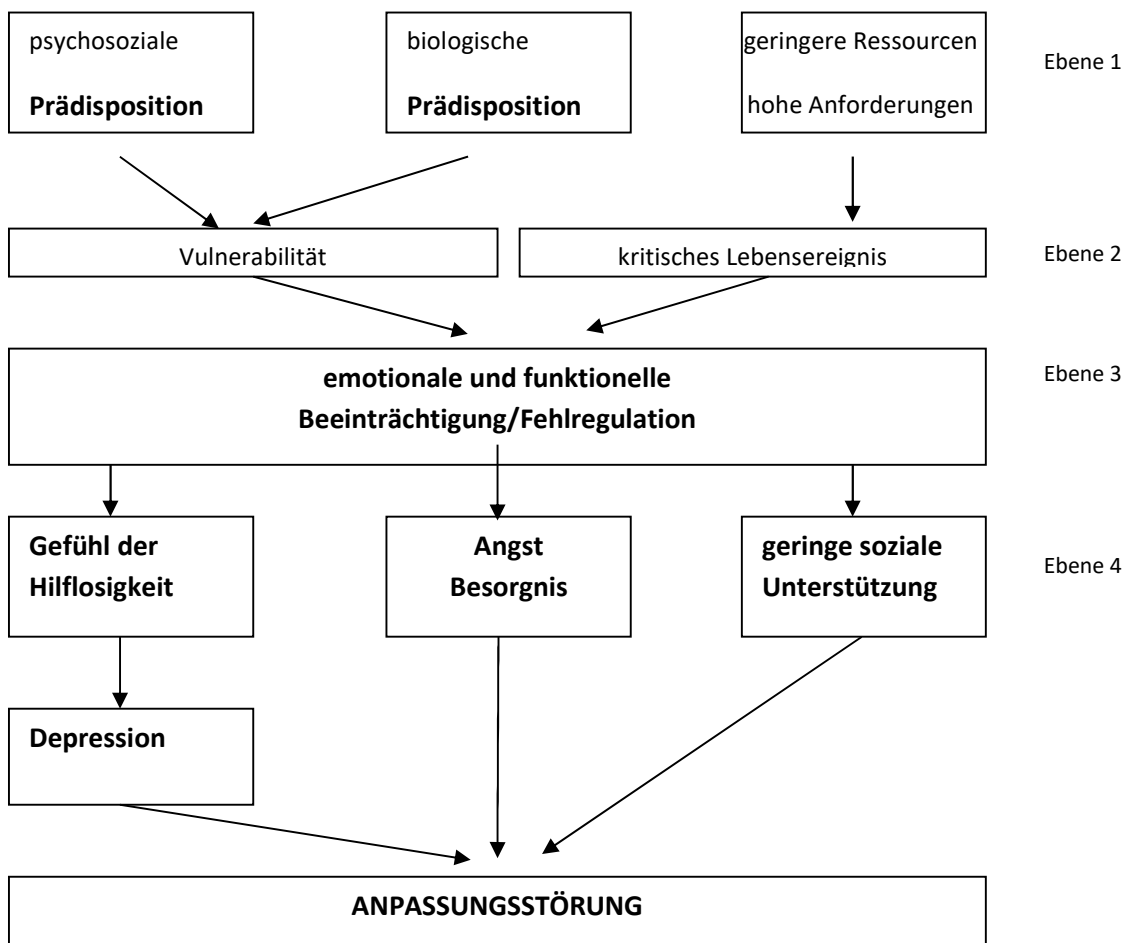 psychosoziale
Prädisposition
biologische
Prädisposition
geringere Ressourcen
hohe Anforderungen
Ebene 1
Vulnerabilität
kritisches Lebensereignis
Ebene 2
emotionale und funktionelle
Beeinträchtigung/Fehlregulation
Ebene 3
Gefühl der
Hilflosigkeit
Angst
Besorgnis
geringe soziale
Unterstützung
Ebene 4
Depression
ANPASSUNGSSTÖRUNG